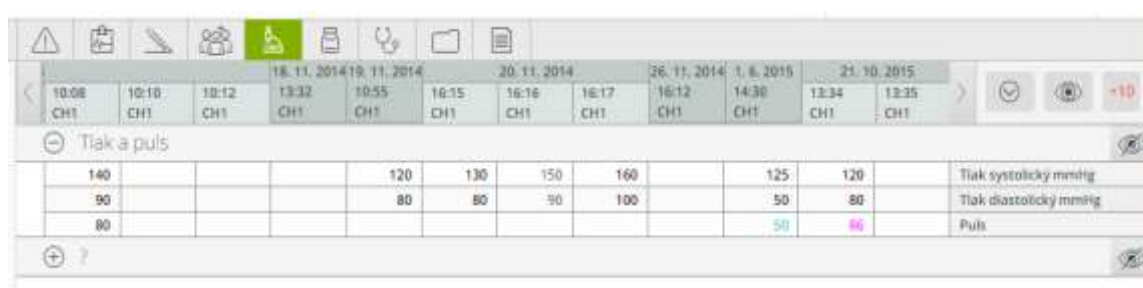 18. 11. 2014 19. 11. 2014 20. 11. 2014 26. 11. 2014 1. 6. 2015 21. 10. 2015
10:08 10:10 10:12 13:32 10:55 16:15 16:16 16:17 16:12 14:30 13:34 13:35 +10
CH1 CH1 CH1 CH1 CH1 CH1 CH1 CH1 CH1 CH1 CH1
Tlak a puls
140 120 130 150 160 125 120 Tlak systolický mmHg
90 80 80 90 100 50 80 Tlak diastolický mmHg
80 50 86 Puls
?